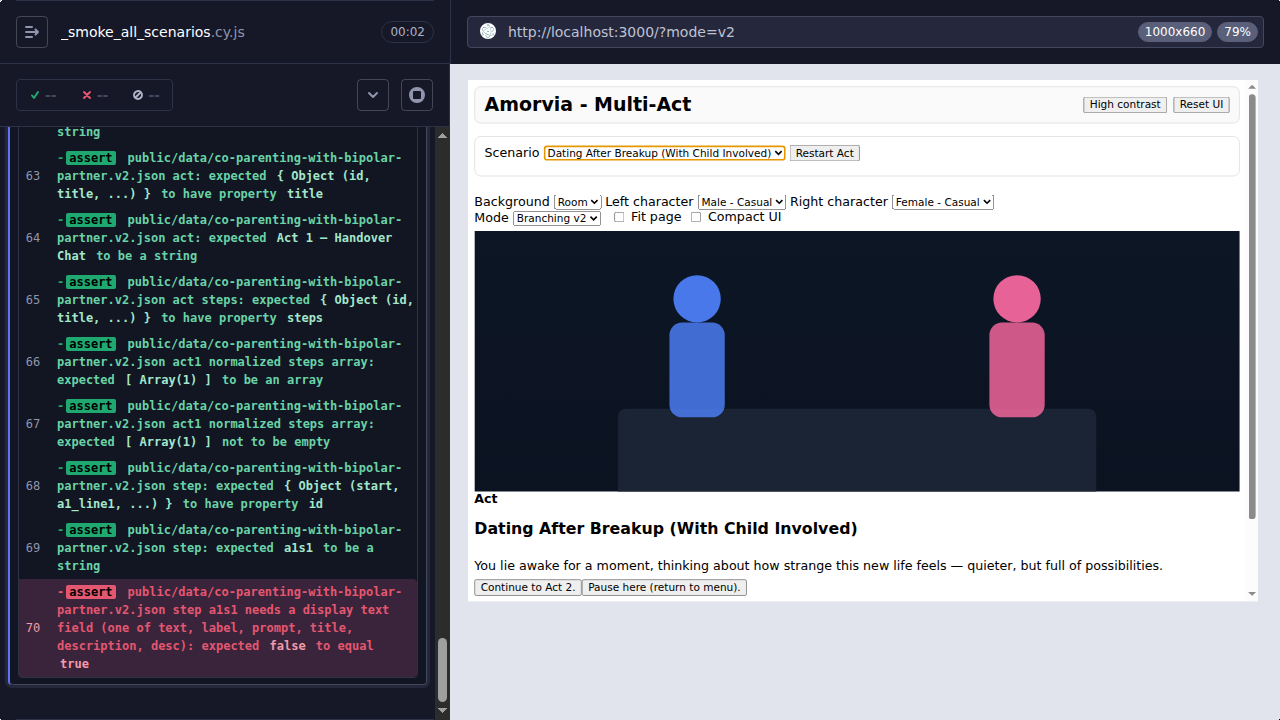 _smoke_all_scenarios.cy.js
00:02
http://localhost:3000/?mode=v2
1000x660
79%
--
--
--
string
63
-assert public/data/co-parenting-with-bipolar-
partner.v2.json act: expected { Object (id,
title, ...) } to have property title
64
-assert public/data/co-parenting-with-bipolar-
partner.v2.json act: expected Act 1 — Handover
Chat to be a string
65
-assert public/data/co-parenting-with-bipolar-
partner.v2.json act steps: expected { Object (id,
title, ...) } to have property steps
66
-assert public/data/co-parenting-with-bipolar-
partner.v2.json act1 normalized steps array:
expected [ Array(1) ] to be an array
67
-assert public/data/co-parenting-with-bipolar-
partner.v2.json act1 normalized steps array:
expected [ Array(1) ] not to be empty
68
-assert public/data/co-parenting-with-bipolar-
partner.v2.json step: expected { Object (start,
a1_line1, ...) } to have property id
69
-assert public/data/co-parenting-with-bipolar-
partner.v2.json step: expected a1s1 to be a
string
70
-assert public/data/co-parenting-with-bipolar-
partner.v2.json step a1s1 needs a display text
field (one of text, label, prompt, title,
description, desc): expected false to equal
true
Amorvia - Multi-Act
High contrast
Reset UI
Scenario Dating After Breakup (With Child Involved) Restart Act
Background Room Left character Male - Casual Right character Female - Casual
Mode Branching v2 Fit page Compact UI
Act
Dating After Breakup (With Child Involved)
You lie awake for a moment, thinking about how strange this new life feels — quieter, but full of possibilities.
Continue to Act 2. Pause here (return to menu).